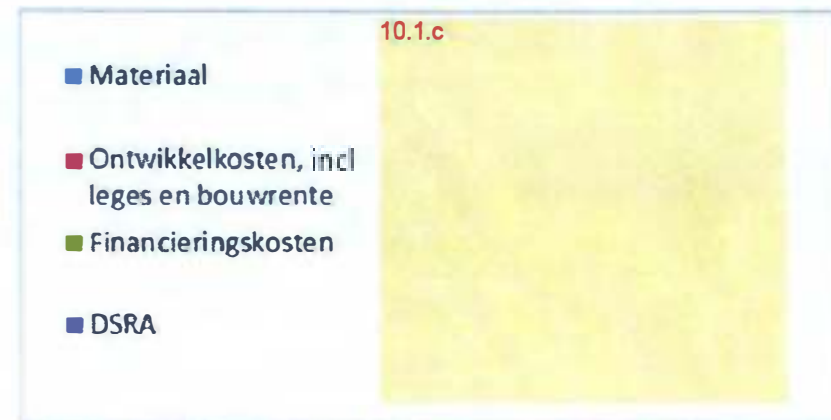 10.1.c
Materiaal
Ontwikkelkosten, incl
leges en bouwrente
Financieringskosten
DSRA